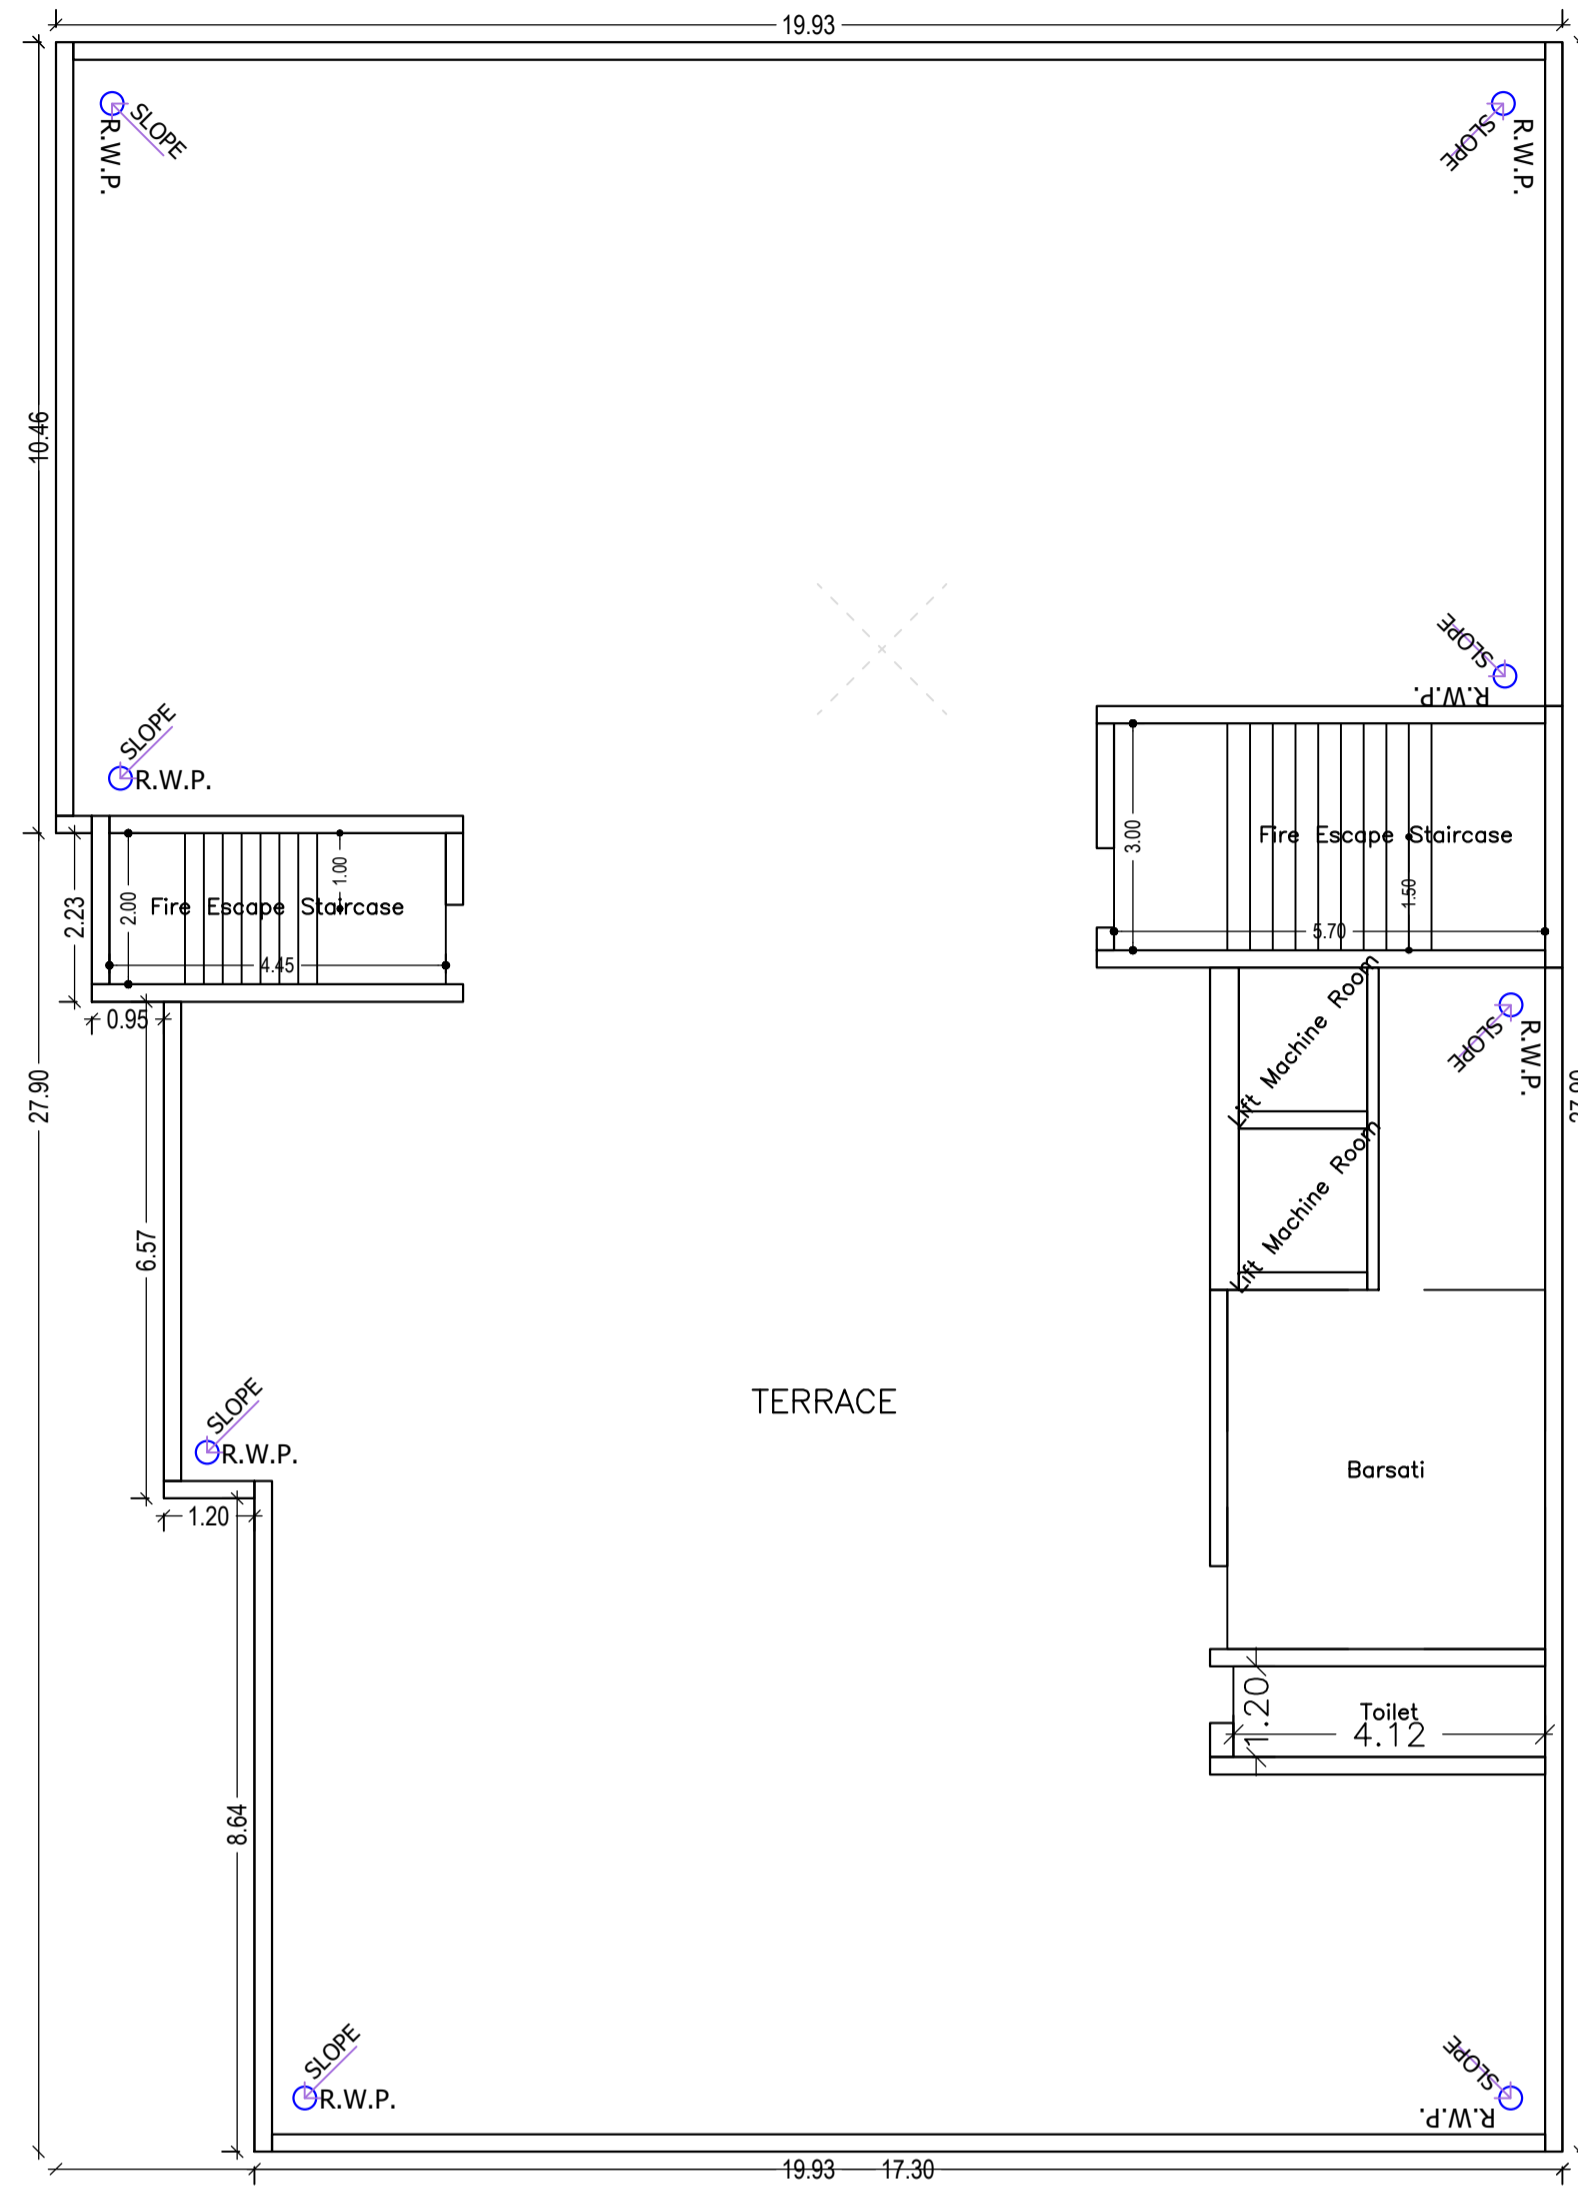 19.93
SLOPE
R.W.P.
SLOPE
R.W.P.
10.46
SLOPE
R.W.P.
SLOPE
R.W.P.
3.00
Fire Escape Staircase
1.50
5.70
2.23
2.00
Fire Escape Staircase
1.00
4.45
0.95
Lift Machine Room
SLOPE
R.W.P.
27.90
Lift Machine Room
6.57
TERRACE
SLOPE
R.W.P.
Barsati
1.20
1.20
Toilet
4.12
8.64
SLOPE
R.W.P.
SLOPE
R.W.P.
19.93
17.30